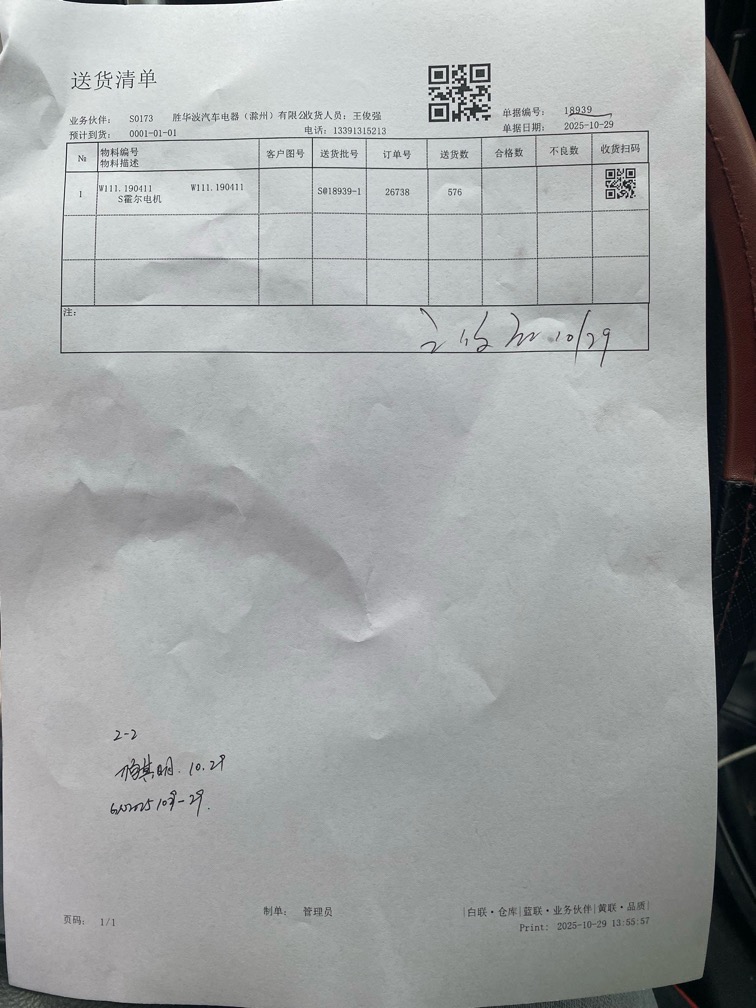 送货清单
业务伙伴: S0173 胜华波汽车电器（滁州）有限公 收货人员: 王俊强 单据编号: 18939
预计到货: 0001-01-01 电话: 13391315213 单据日期: 2025-10-29
№ 物料编号 物料描述 客户图号 送货批号 订单号 送货数 合格数 不良数 收货扫码
1 W111.190411 W111.190411 S@18939-1 26738 576
S霍尔电机
注:
10/29
2-2
10.29
页码: 1/1 制单: 管理员 |白联·仓库|蓝联·业务伙伴|黄联·品质|
Print: 2025-10-29 13:55:57